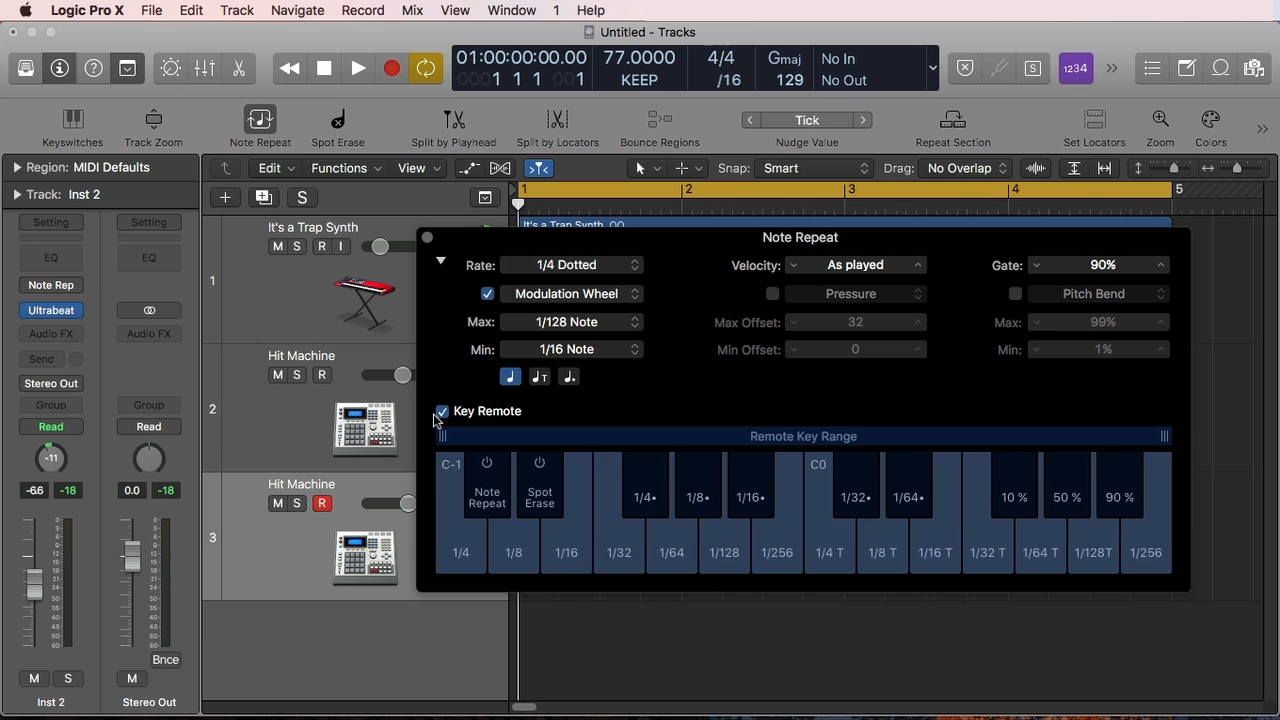 Logic Pro X File Edit Track Navigate Record Mix View Window 1 Help
Untitled - Tracks
01:00:00:00.00 77.0000 4/4 Gmaj No In
0001 1 1 001 KEEP /16 129 No Out
1234
S
Keyswitches Track Zoom Note Repeat Spot Erase Split by Playhead Split by Locators Bounce Regions Tick Nudge Value Repeat Section Set Locators Zoom Colors
Region: MIDI Defaults
Edit Functions View Snap: Smart Drag: No Overlap
Track: Inst 2
S
1 2 3 4 5
Setting Setting
EQ EQ
Note Rep
Ultrabeat
Audio FX Audio FX
Send
Stereo Out
Group Group
Read Read
-11
-6.6 -18 0.0 -18
Bnce
M S M
Inst 2 Stereo Out
1
It's a Trap Synth
M S R I
2
Hit Machine
M S R
3
Hit Machine
M S R
It's a Trap Synth
Note Repeat
Rate: 1/4 Dotted Velocity: As played Gate: 90%
Modulation Wheel Pressure Pitch Bend
Max: 1/128 Note Max Offset: 32 Max: 99%
Min: 1/16 Note Min Offset: 0 Min: 1%
Key Remote
Remote Key Range
C-1 C0
Note Repeat Spot Erase 1/4• 1/8• 1/16• 1/32• 1/64• 10 % 50 % 90 %
1/4 1/8 1/16 1/32 1/64 1/128 1/256 1/4 T 1/8 T 1/16 T 1/32 T 1/64 T 1/128T 1/256